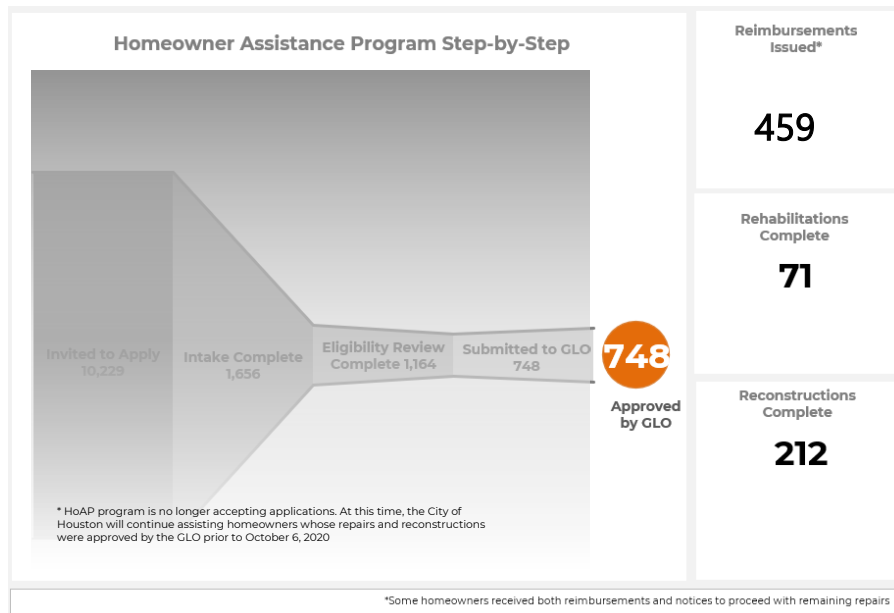 Homeowner Assistance Program Step-by-Step
Invited to Apply
10,229
Intake Complete
1,656
Eligibility Review
Complete 1,164
Submitted to GLO
748
748
Approved
by GLO
* HoAP program is no longer accepting applications. At this time, the City of
Houston will continue assisting homeowners whose repairs and reconstructions
were approved by the GLO prior to October 6, 2020
Reimbursements
Issued*
459
Rehabilitations
Complete
71
Reconstructions
Complete
212
*Some homeowners received both reimbursements and notices to proceed with remaining repairs